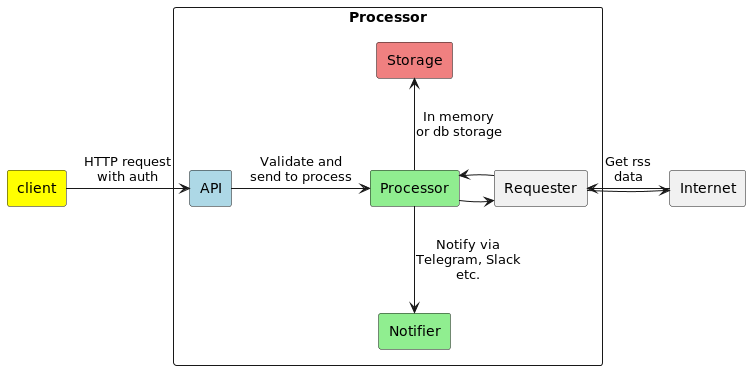 Processor
Storage
In memory
or db storage
HTTP request
with auth
Validate and
send to process
Get rss
data
client
API
Processor
Requester
Internet
Notify via
Telegram, Slack
etc.
Notifier